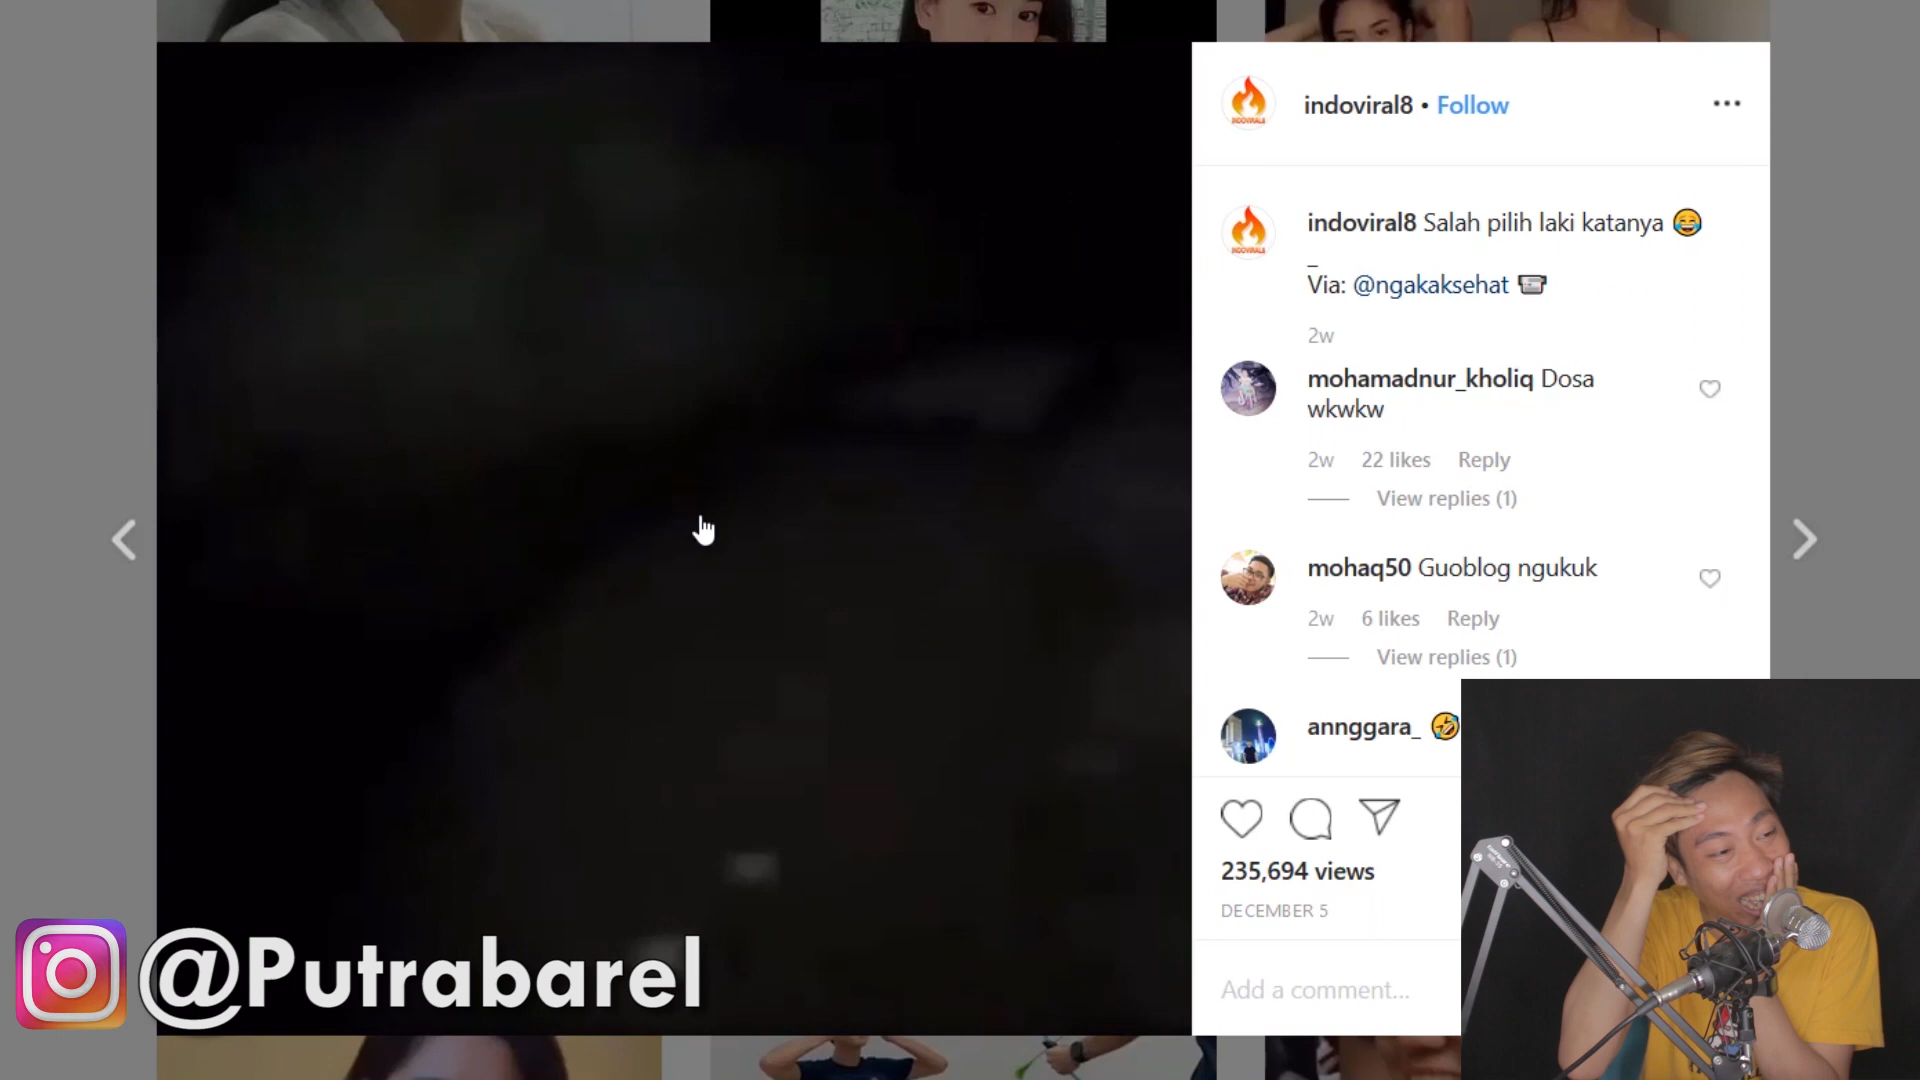 indoviral8 • Follow
indoviral8 Salah pilih laki katanya 😂
_
Via: @ngakaksehat
2w
mohamadnur_kholiq Dosa
wkwkw
2w 22 likes Reply
View replies (1)
mohaq50 Guoblog ngukuk
2w 6 likes Reply
View replies (1)
annggara_ 🤣
235,694 views
DECEMBER 5
Add a comment...
@Putrabarel